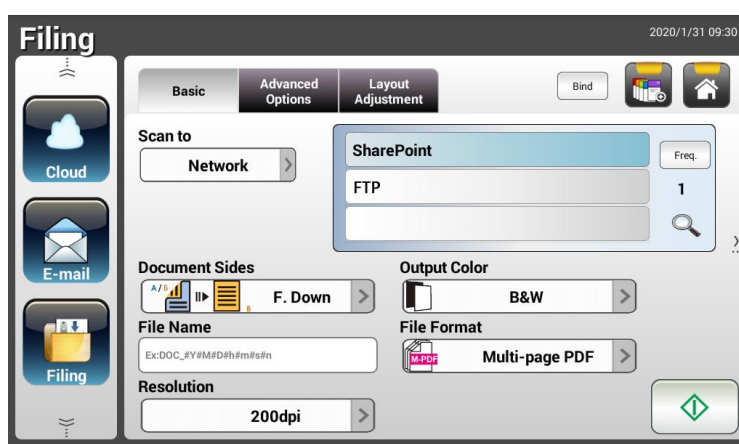 Filing
2020/1/31 09:30
Basic
Advanced
Options
Layout
Adjustment
Bind
Cloud
E-mail
Filing
Scan to
Network
SharePoint
FTP
Freq.
1
Document Sides
A/B
B
F. Down
Output Color
B&W
File Name
Ex:DOC_#Y#M#D#h#m#s#n
File Format
M-PDF
Multi-page PDF
Resolution
200dpi